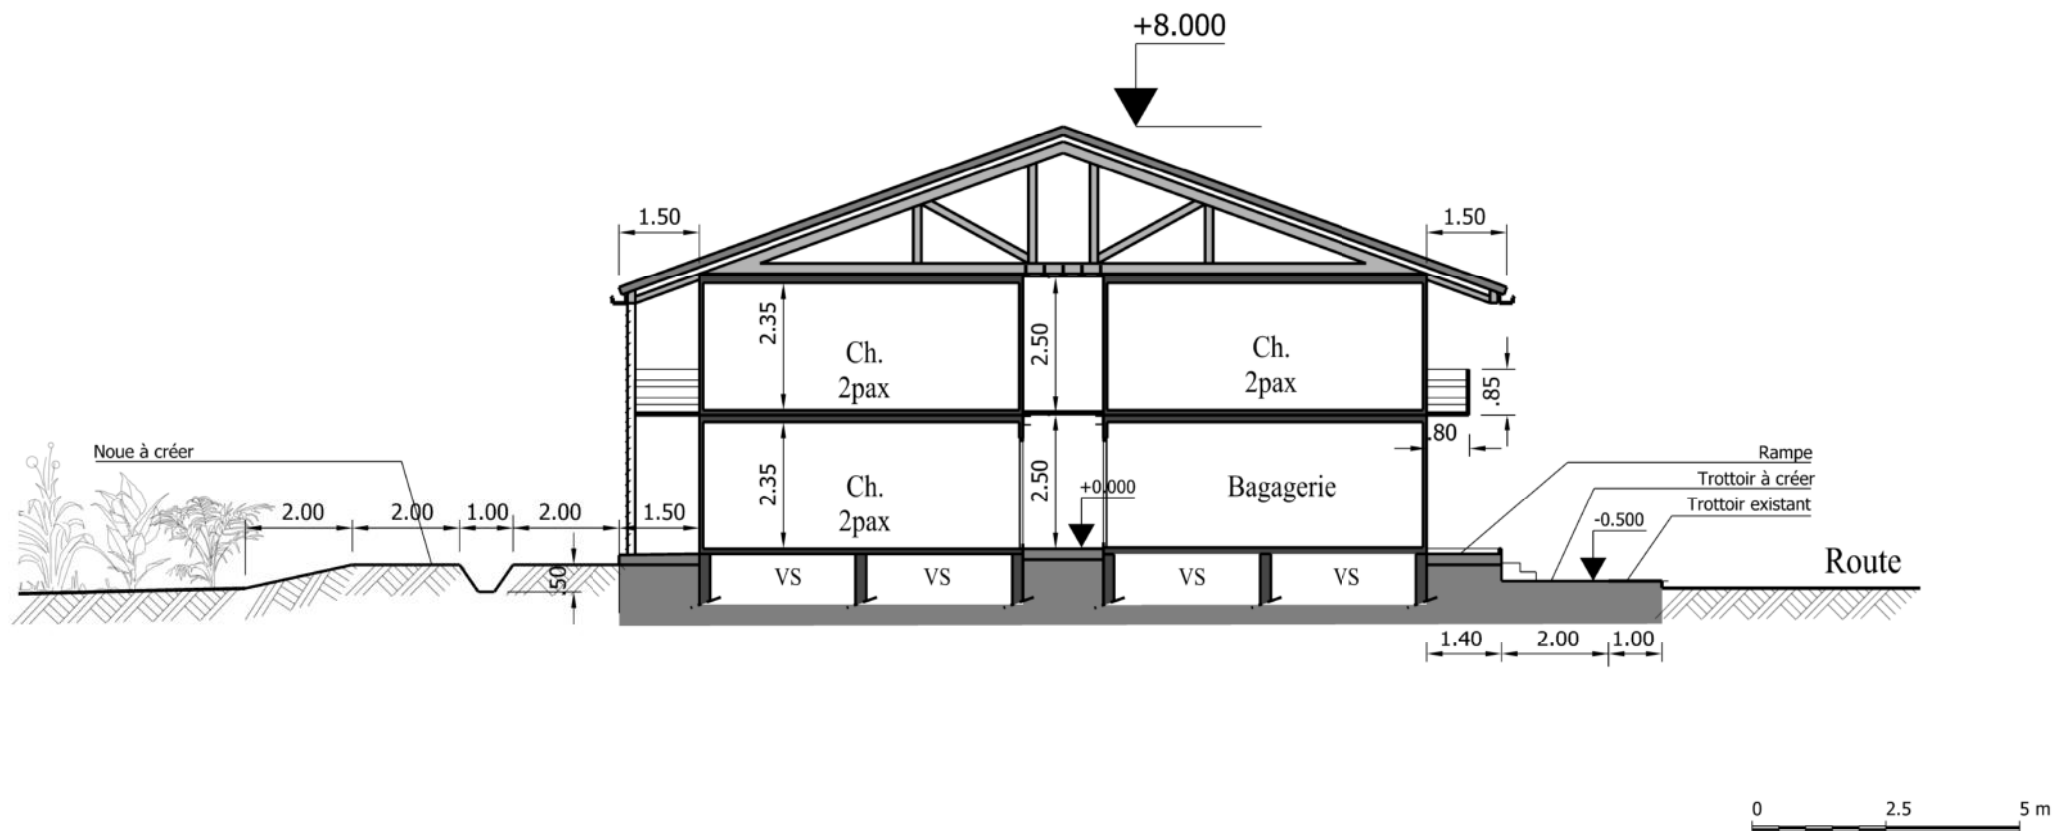 +8.000
1.50
1.50
2.35
Ch.
2pax
2.50
Ch.
2pax
.85
.80
Noue à créer
2.00
2.00
1.00
2.00
1.50
2.35
Ch.
2pax
2.50
+0.000
Bagagerie
Rampe
Trottoir à créer
Trottoir existant
-0.500
Route
.50
VS
VS
VS
VS
1.40
2.00
1.00
0
2.5
5 m